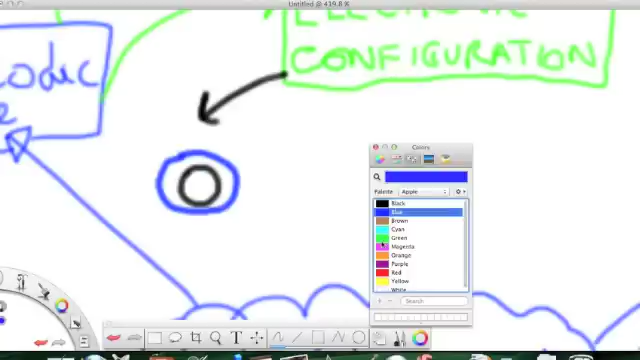 Untitled @ 419.8 %
ELECTRONIC
CONFIGURATION
odic
Colors
Palette Apple
Black
Blue
Brown
Cyan
Green
Magenta
Orange
Purple
Red
Yellow
White
Search
T